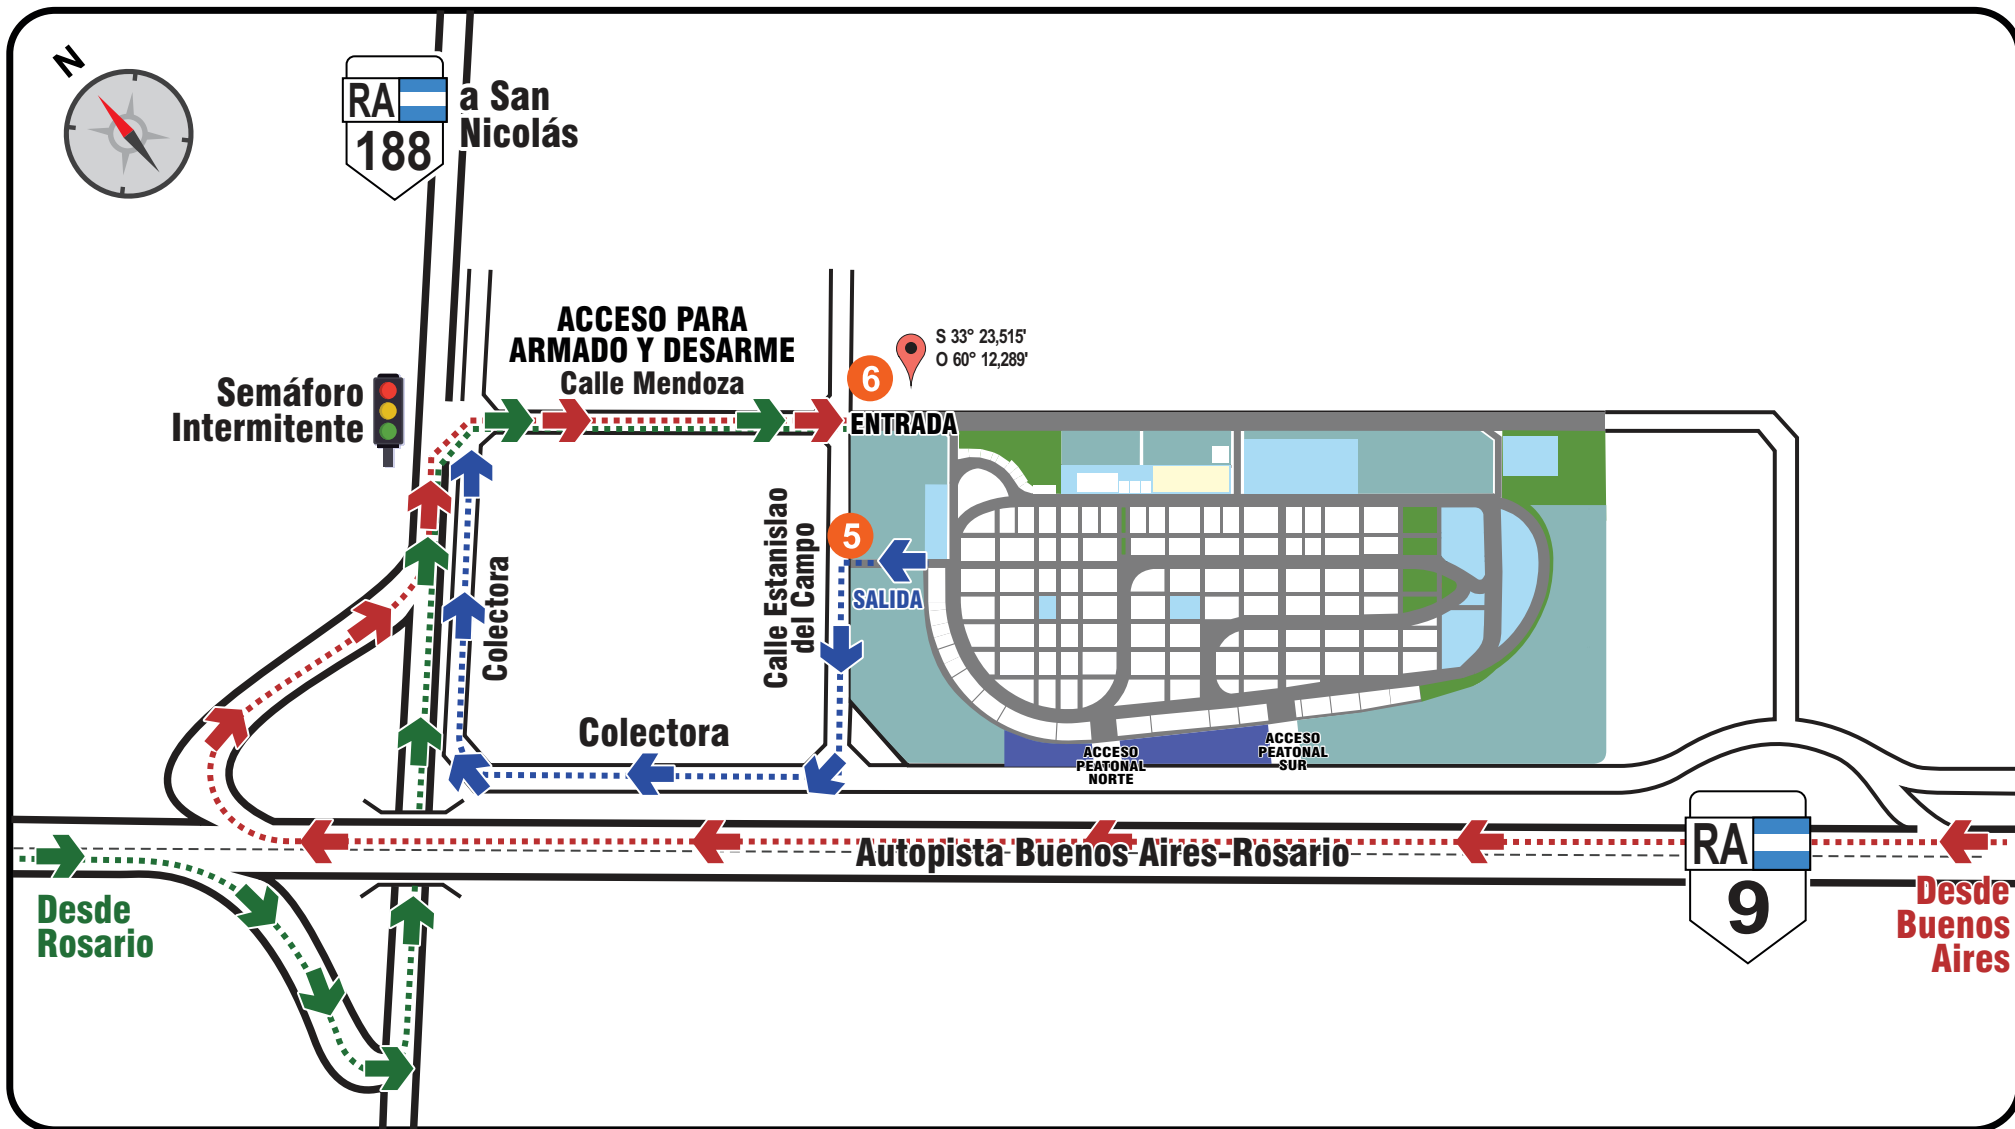 N
RA
188
a San
Nicolás
ACCESO PARA
ARMADO Y DESARME
Calle Mendoza
S 33° 23,515'
O 60° 12,289'
6
ENTRADA
Semáforo
Intermitente
5
SALIDA
Colectora
Calle Estanislao
del Campo
Colectora
ACCESO
PEATONAL
NORTE
ACCESO
PEATONAL
SUR
Autopista Buenos Aires-Rosario
RA
9
Desde
Rosario
Desde
Buenos
Aires